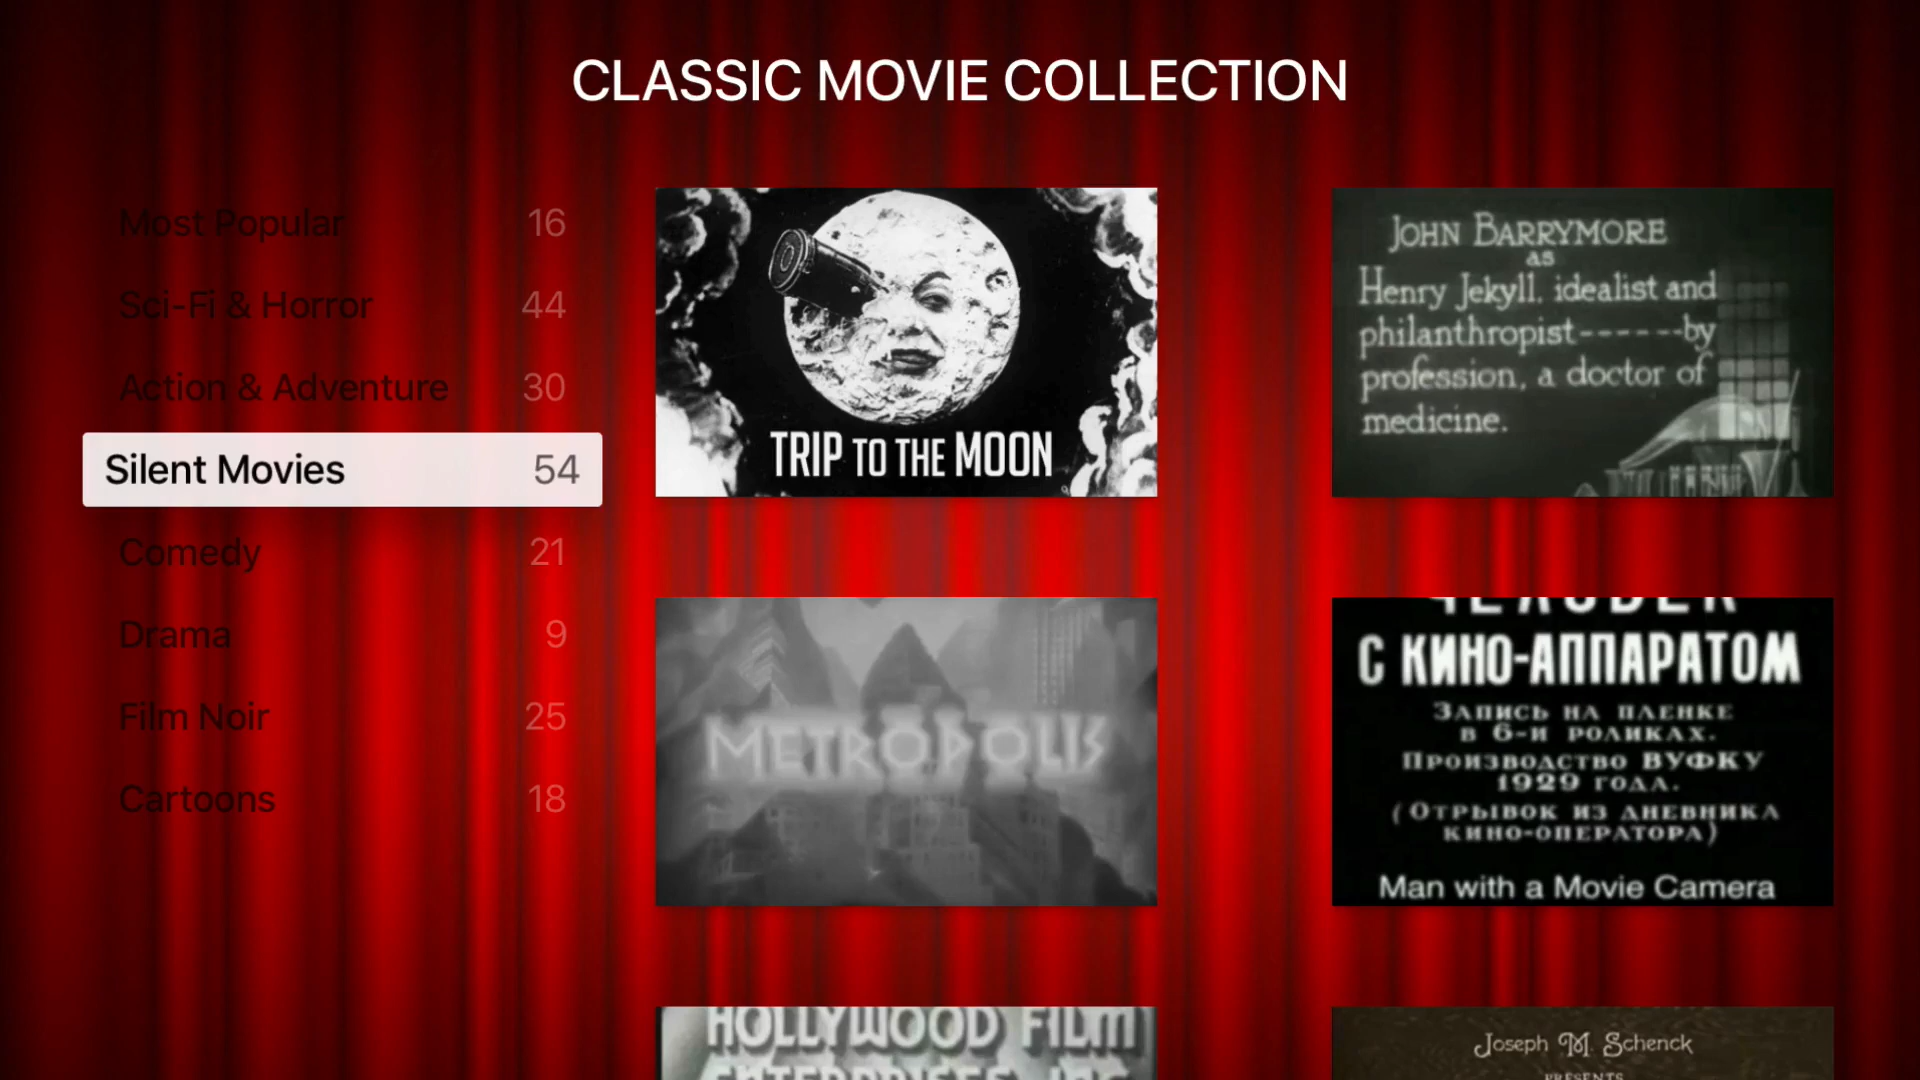 CLASSIC MOVIE COLLECTION
Most Popular 16
Sci-Fi & Horror 44
Action & Adventure 30
Silent Movies 54
Comedy 21
Drama 9
Film Noir 25
Cartoons 18
TRIP TO THE MOON
JOHN BARRYMORE
as
Henry Jekyll, idealist and
philanthropist------by
profession, a doctor of
medicine.
METROPOLIS
С КИНО-АППАРАТОМ
ЗАПИСЬ НА ПЛЕНКЕ
В 6-И РОЛИКАХ.
ПРОИЗВОДСТВО ВУФКУ
1929 ГОДА.
(ОТРЫВОК ИЗ ДНЕВНИКА
КИНО-ОПЕРАТОРА)
Man with a Movie Camera
HOLLYWOOD FILM
ENTERPRISES INC
Joseph M. Schenck
PRESENTS